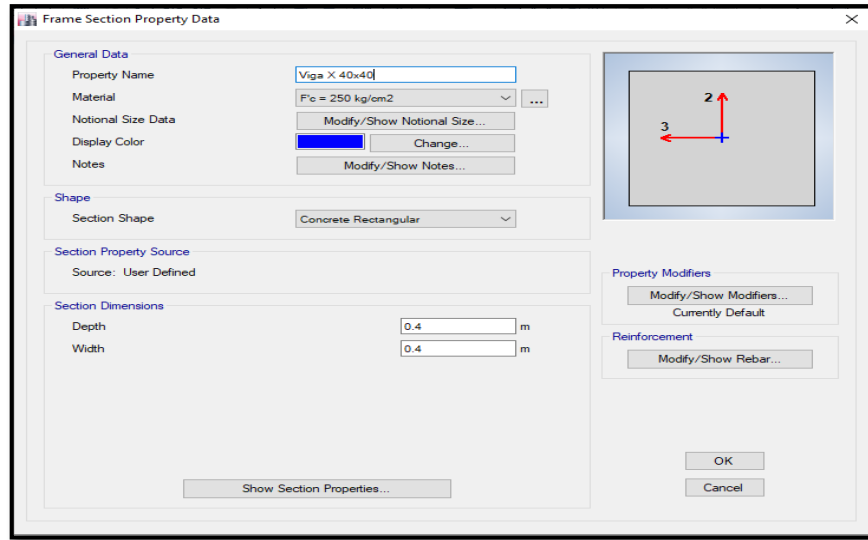 Frame Section Property Data
General Data
Property Name Viga X 40x40
Material F'c = 250 kg/cm2 ...
Notional Size Data Modify/Show Notional Size...
Display Color Change...
Notes Modify/Show Notes...
2
3
Shape
Section Shape Concrete Rectangular
Section Property Source
Source: User Defined
Section Dimensions
Depth 0.4 m
Width 0.4 m
Show Section Properties...
Property Modifiers
Modify/Show Modifiers...
Currently Default
Reinforcement
Modify/Show Rebar...
OK
Cancel